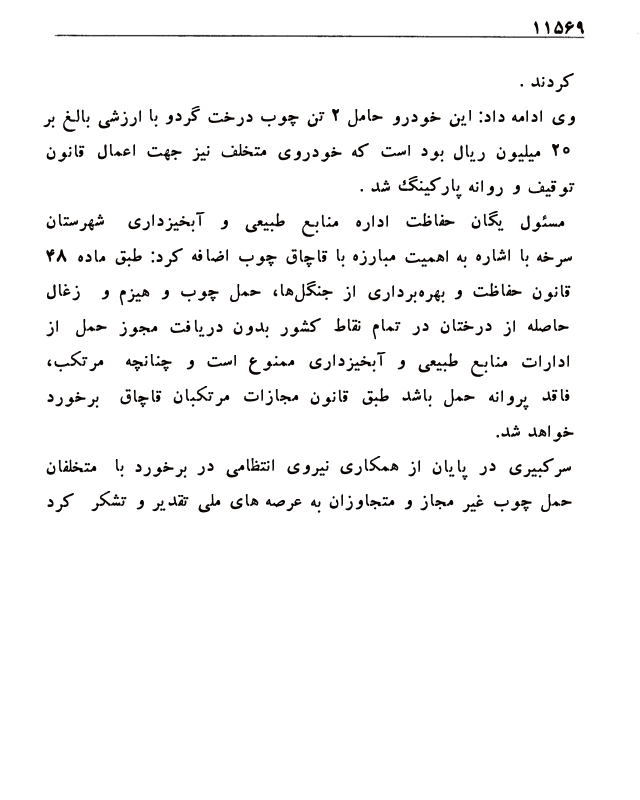 ۱۱۵۶۹
کردند .
وی ادامه داد: این خودرو حامل ۲ تن چوب درخت گردو با ارزشی بالغ بر
۲۰ میلیون ریال بود است که خودروی متخلف نیز جهت اعمال قانون
توقیف و روانه پارکینگ شد .
مسئول یگان حفاظت اداره منابع طبیعی و آبخیزداری شهرستان
سرخه با اشاره به اهمیت مبارزه با قاچاق چوب اضافه کرد: طبق ماده ۴۸
قانون حفاظت و بهره‌برداری از جنگل‌ها، حمل چوب و هیزم و زغال
حاصله از درختان در تمام نقاط کشور بدون دریافت مجوز حمل از
ادارات منابع طبیعی و آبخیزداری ممنوع است و چنانچه مرتکب،
فاقد پروانه حمل باشد طبق قانون مجازات مرتکبان قاچاق برخورد
خواهد شد.
سرکبیری در پایان از همکاری نیروی انتظامی در برخورد با متخلفان
حمل چوب غیر مجاز و متجاوزان به عرصه های ملی تقدیر و تشکر کرد